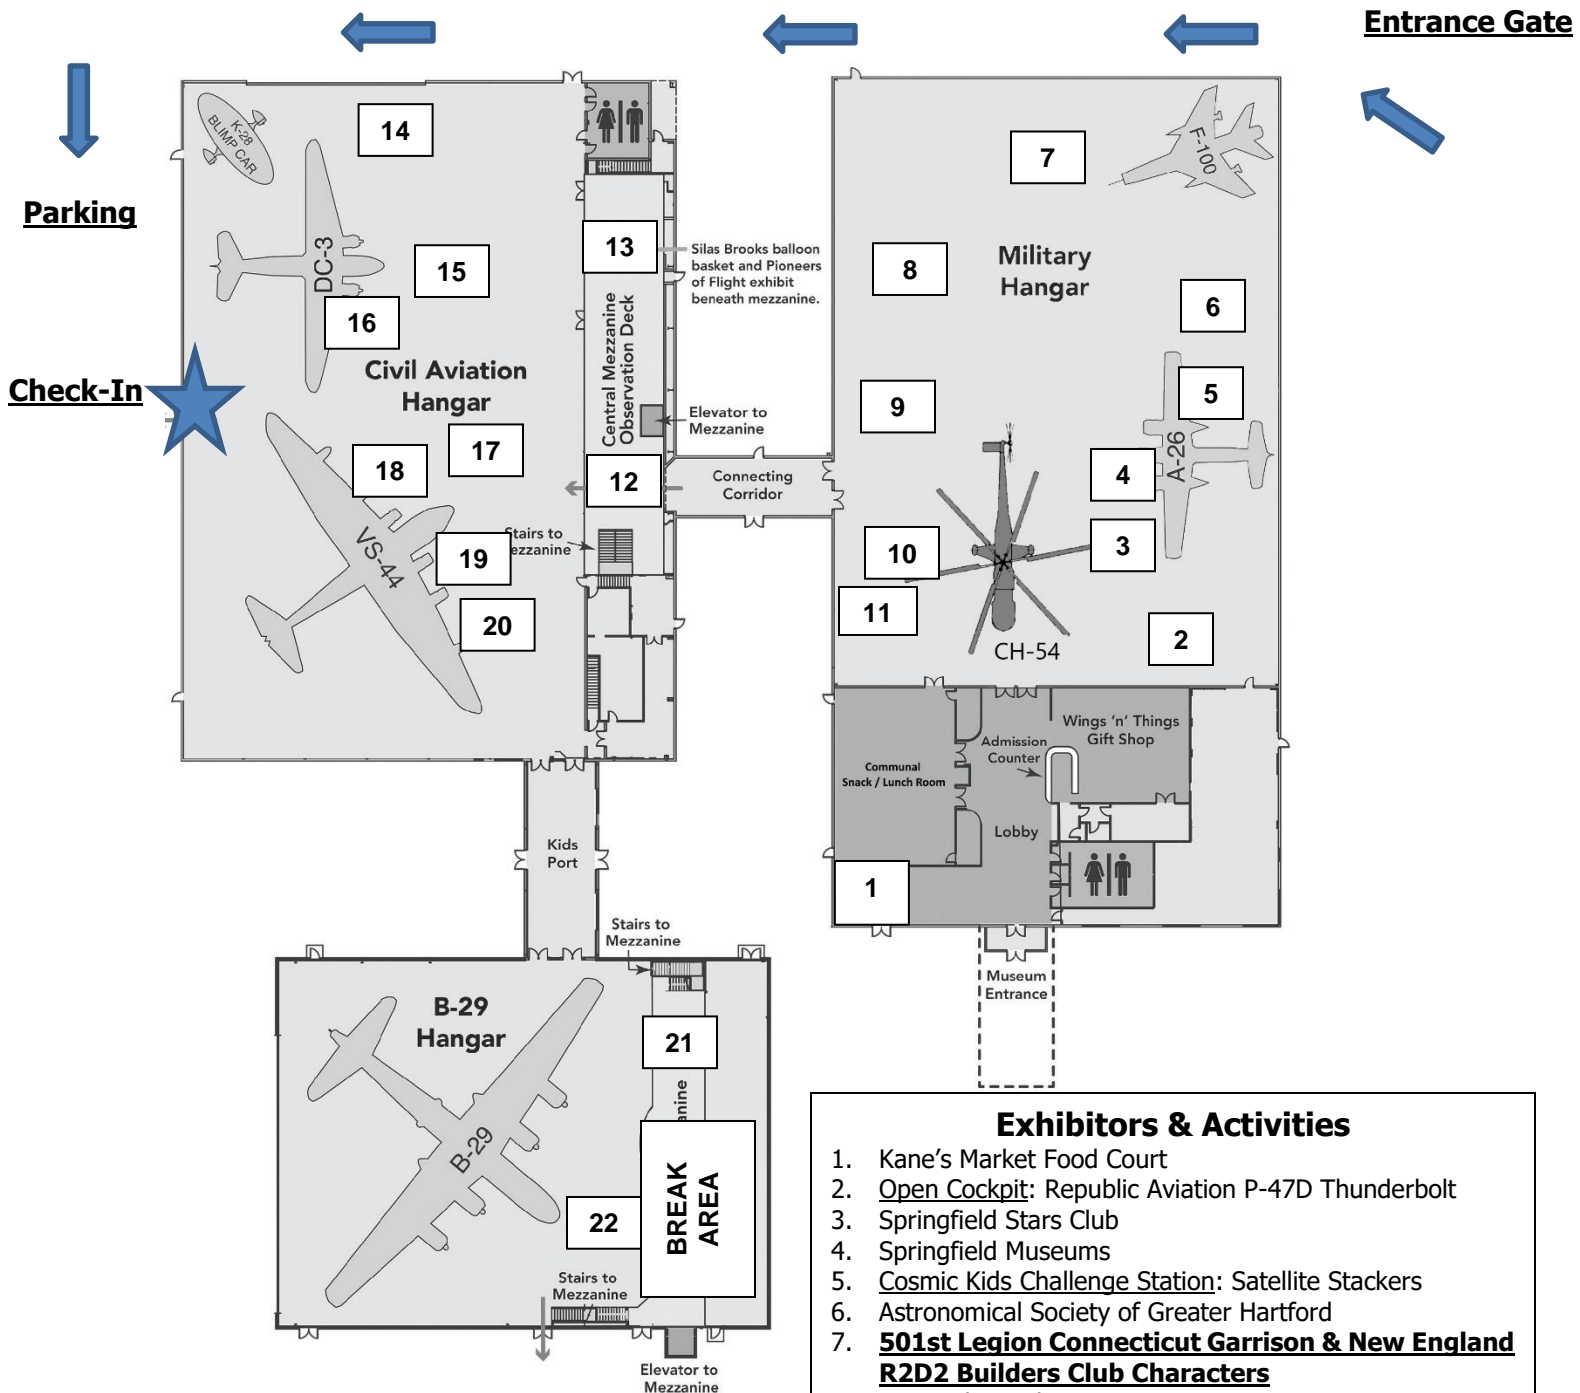 Entrance Gate
Parking
Check-In
K-28
BLIMP CAR
14
DC-3
15
16
Civil Aviation
Hangar
17
18
VS-44
19
20
13
Silas Brooks balloon
basket and Pioneers
of Flight exhibit
beneath mezzanine.
Central Mezzanine
Observation Deck
Elevator to
Mezzanine
12
Connecting
Corridor
Stairs to
ezzanine
7
F-100
8
Military
Hangar
6
5
9
A-26
4
3
10
11
CH-54
2
Wings 'n' Things
Gift Shop
Admission
Counter
Communal
Snack / Lunch Room
Lobby
1
Museum
Entrance
Kids
Port
Stairs to
Mezzanine
B-29
Hangar
21
anine
B-29
BREAK
AREA
22
Stairs to
Mezzanine
Elevator to
Mezzanine
Exhibitors & Activities
1. Kane's Market Food Court
2. Open Cockpit: Republic Aviation P-47D Thunderbolt
3. Springfield Stars Club
4. Springfield Museums
5. Cosmic Kids Challenge Station: Satellite Stackers
6. Astronomical Society of Greater Hartford
7. 501st Legion Connecticut Garrison & New England
R2D2 Builders Club Characters